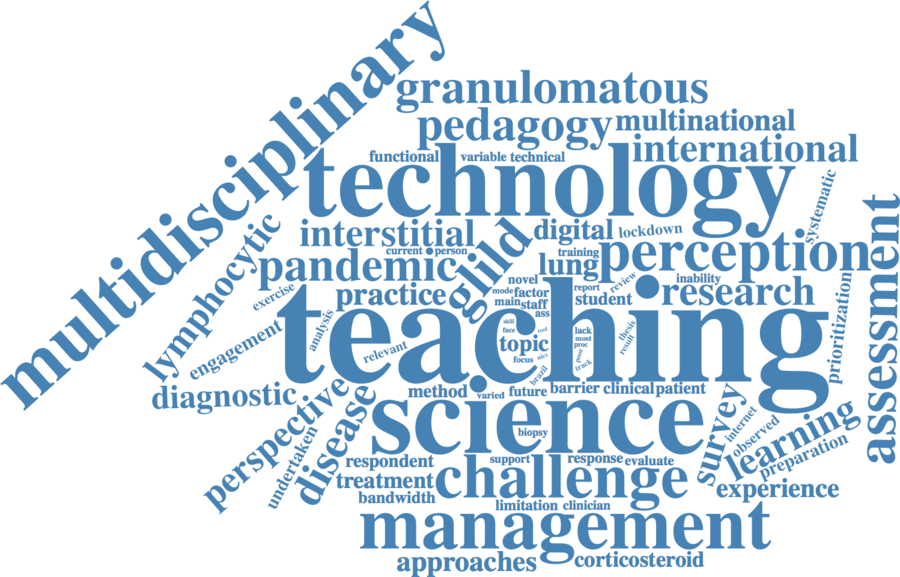 multidisciplinary
granulomatous
pedagogy
multinational
functional
variable
technical
international
technology
systematic
lymphocytic
interstitial
glild
digital
lockdown
current
person
training
perception
assessment
pandemic
lung
exercise
practice
novel
report
review
inability
mode
factor
student
research
main
staff
ass
prioritization
engagement
analysis
teaching
skill
face
tool
lack
most
proc
thesis
result
relevant
topic
focus
nics
poor
track
brazil
diagnostic
perspective
disease
method
varied
future
barrier
clinical
patient
science
survey
internet
learning
undertaken
biopsy
observed
respondent
support
response
evaluate
preparation
treatment
challenge
experience
bandwidth
limitation
clinician
management
approaches
corticosteroid